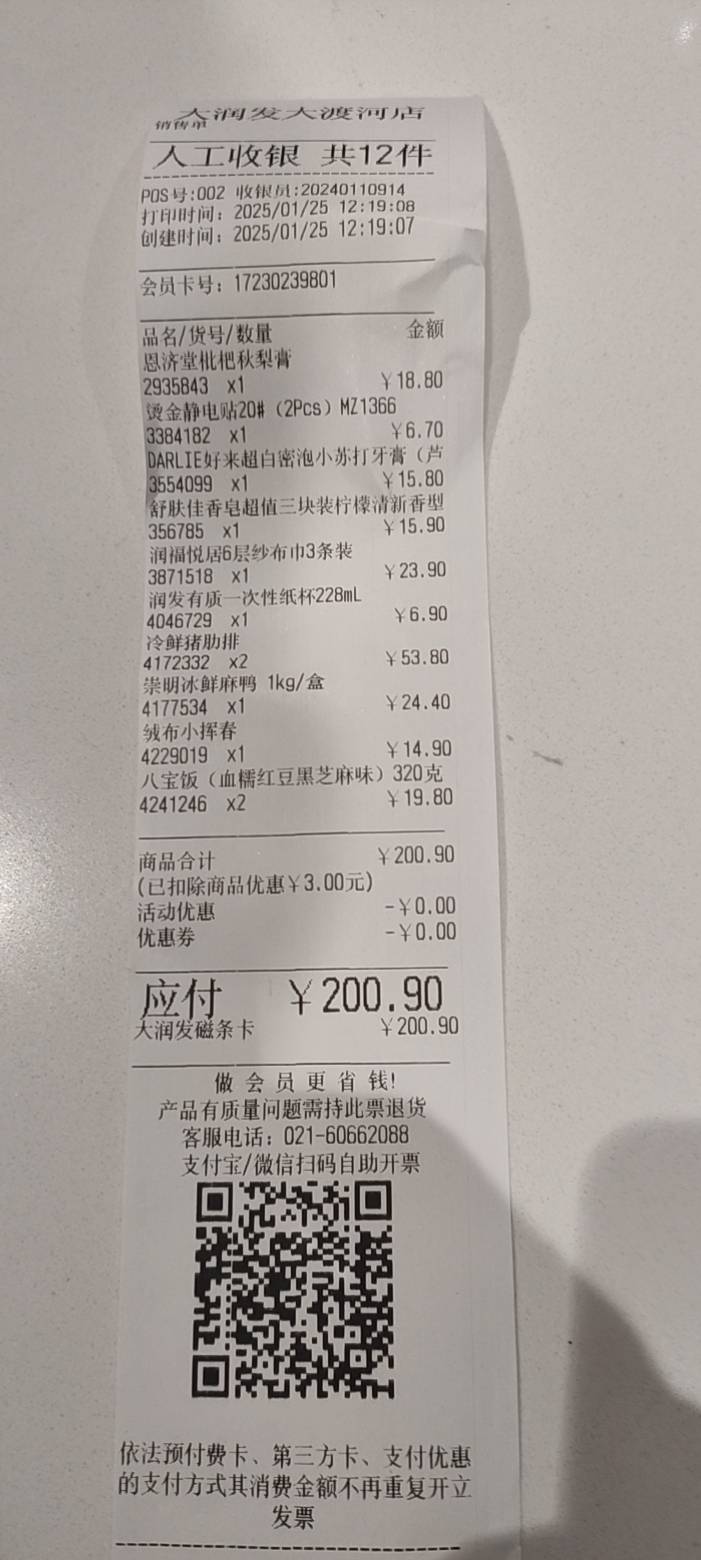 大润发大渡河店
销售单
人工收银 共12件
POS号:002 收银员:20240110914
打印时间: 2025/01/25 12:19:08
创建时间: 2025/01/25 12:19:07
会员卡号: 17230239801
品名/货号/数量 金额
恩济堂枇杷秋梨膏
2935843 x1 ￥18.80
烫金静电贴20#（2Pcs）MZ1366
3384182 x1 ￥6.70
DARLIE好来超白密泡小苏打牙膏（芦
3554099 x1 ￥15.80
舒肤佳香皂超值三块装柠檬清新香型
356785 x1 ￥15.90
润福悦居6层纱布巾3条装
3871518 x1 ￥23.90
润发有质一次性纸杯228mL
4046729 x1 ￥6.90
冷鲜猪肋排
4172332 x2 ￥53.80
崇明冰鲜麻鸭 1kg/盒
4177534 x1 ￥24.40
绒布小挥春
4229019 x1 ￥14.90
八宝饭（血糯红豆黑芝麻味）320克
4241246 x2 ￥19.80
商品合计 ￥200.90
(已扣除商品优惠￥3.00元)
活动优惠 -￥0.00
优惠券 -￥0.00
应付 ￥200.90
大润发磁条卡 ￥200.90
做会员更省钱!
产品有质量问题需持此票退货
客服电话: 021-60662088
支付宝/微信扫码自助开票
依法预付费卡、第三方卡、支付优惠
的支付方式其消费金额不再重复开立
发票